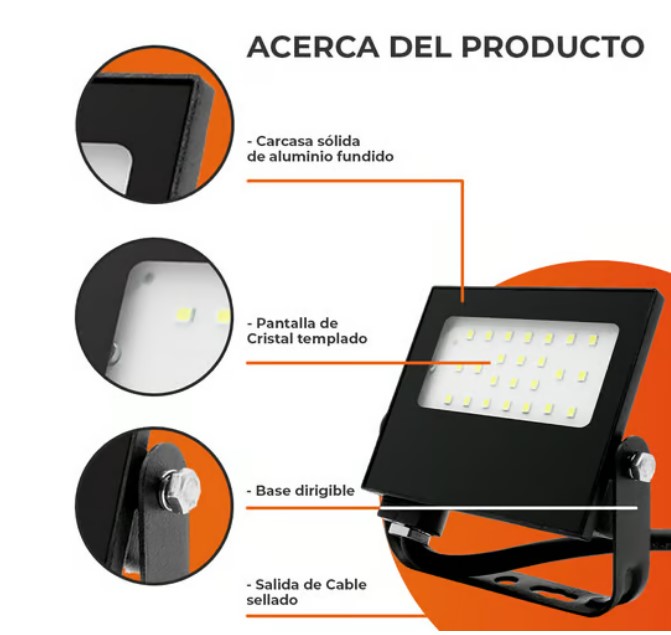 ACERCA DEL PRODUCTO
- Carcasa sólida
de aluminio fundido
- Pantalla de
Cristal templado
- Base dirigible
- Salida de Cable
sellado